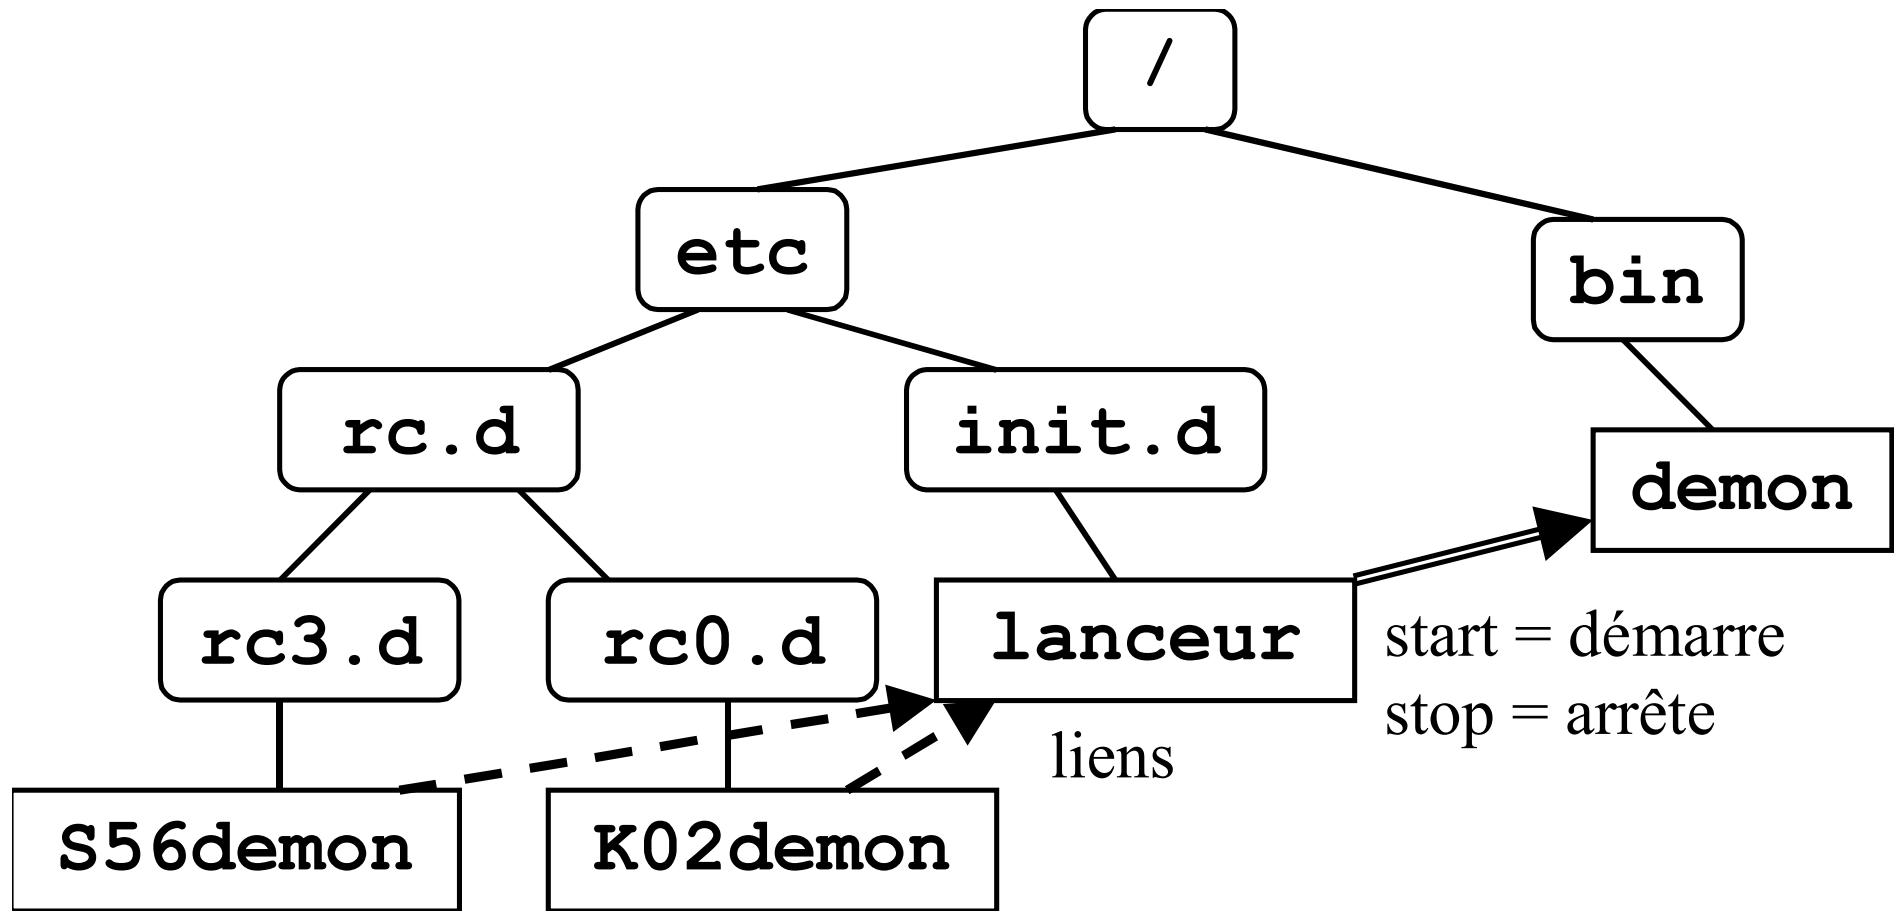 /
etc
bin
rc.d
init.d
demon
rc3.d
rc0.d
lanceur
start = démarre
stop = arrête
liens
S56demon
K02demon